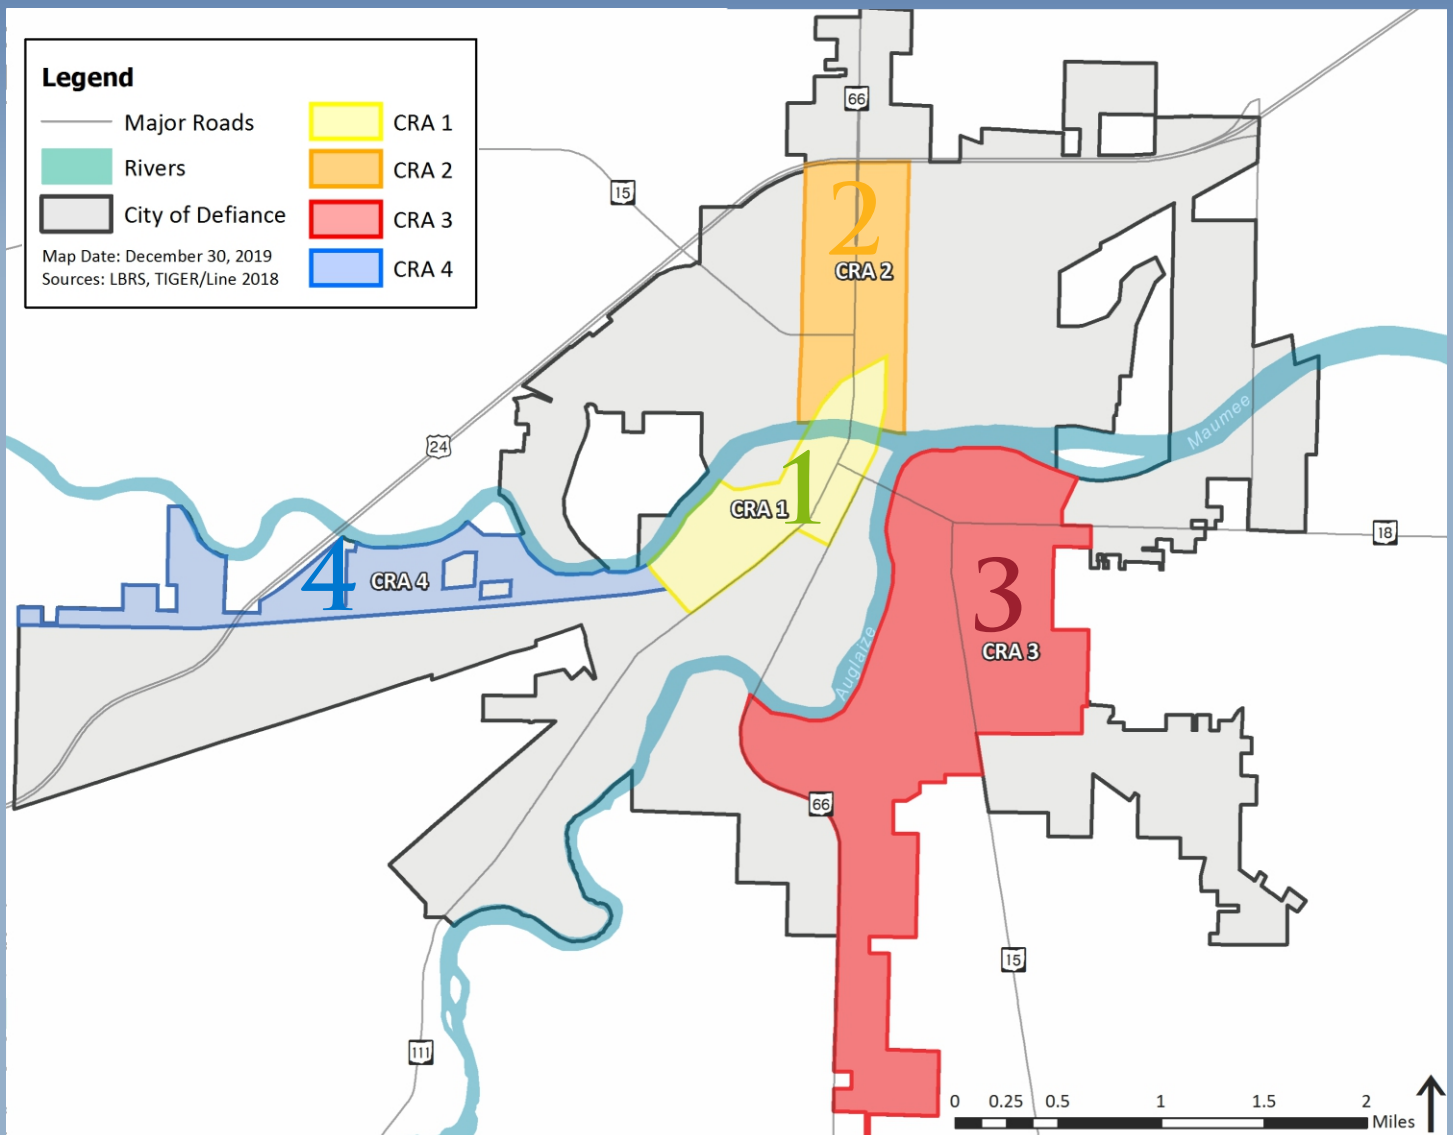 Legend
Major Roads
Rivers
City of Defiance
Map Date: December 30, 2019
Sources: LBRS, TIGER/Line 2018
CRA 1
CRA 2
CRA 3
CRA 4
66
15
2
CRA 2
24
Maumee
1
CRA 1
18
4
CRA 4
3
CRA 3
Auglaize
66
15
111
0 0.25 0.5 1 1.5 2
Miles